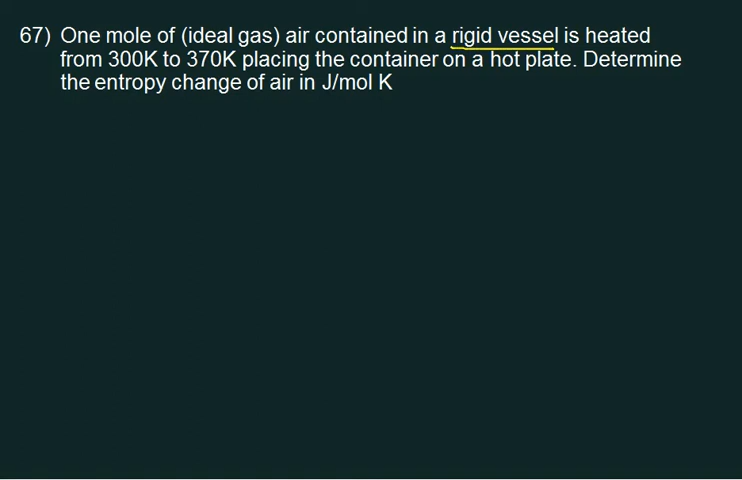 67) One mole of (ideal gas) air contained in a rigid vessel is heated
from 300K to 370K placing the container on a hot plate. Determine
the entropy change of air in J/mol K